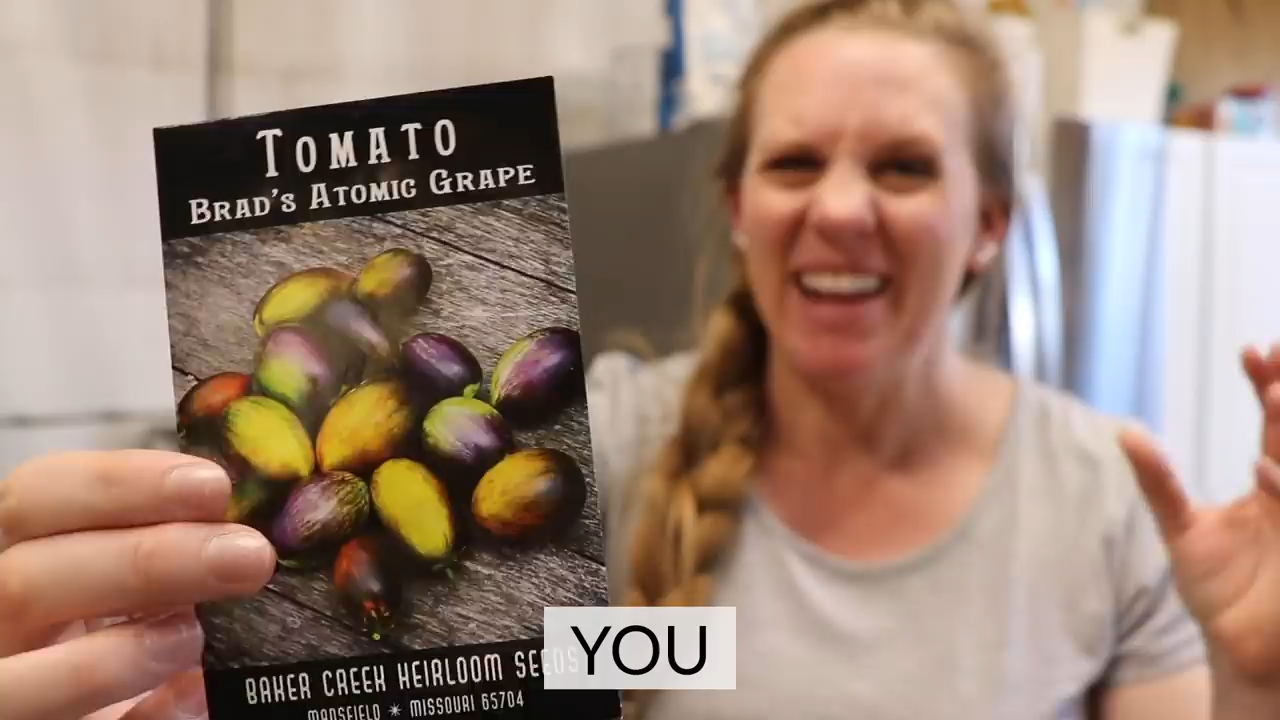 TOMATO
BRAD'S ATOMIC GRAPE
BAKER CREEK HEIRLOOM SEEDS
MANSFIELD * MISSOURI 65704
YOU